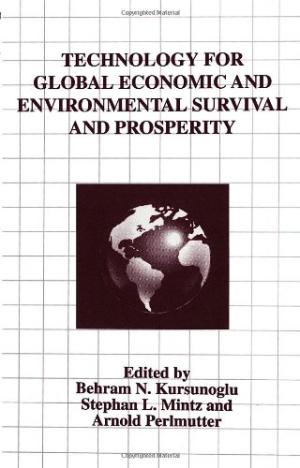 TECHNOLOGY FOR
GLOBAL ECONOMIC AND
ENVIRONMENTAL SURVIVAL
AND PROSPERITY
Edited by
Behram N. Kursunoglu
Stephan L. Mintz and
Arnold Perlmutter